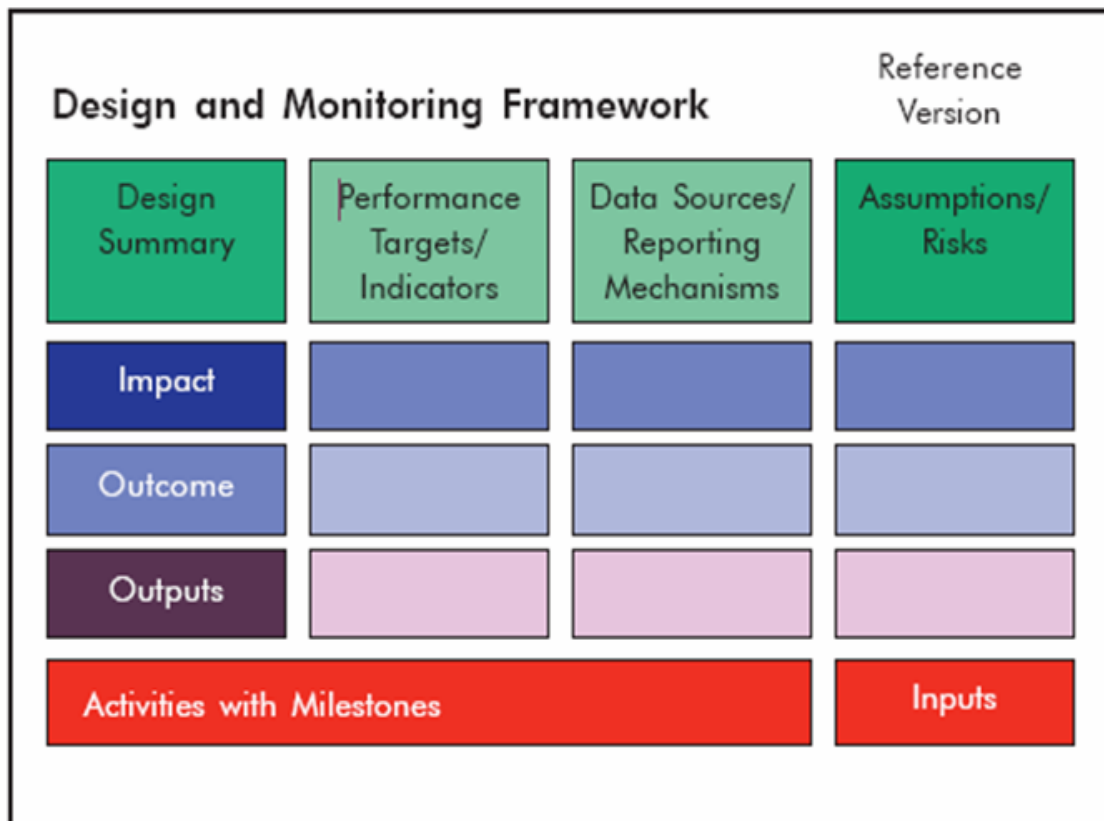 Design and Monitoring Framework
Reference
Version
Design
Summary
Performance
Targets/
Indicators
Data Sources/
Reporting
Mechanisms
Assumptions/
Risks
Impact
Outcome
Outputs
Activities with Milestones
Inputs